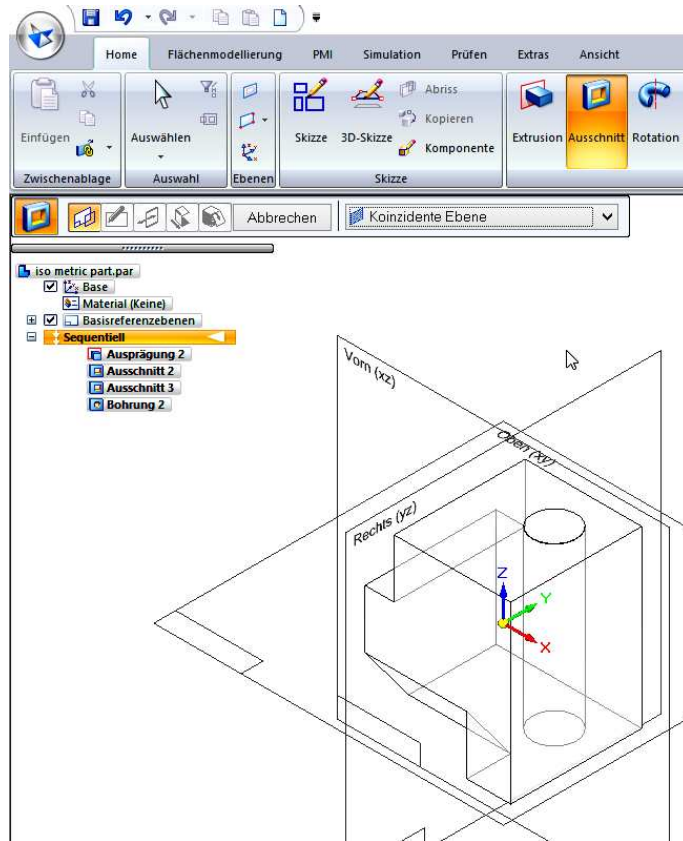 Home Flächenmodellierung PMI Simulation Prüfen Extras Ansicht
Einfügen
Auswählen
Skizze 3D-Skizze
Abriss
Kopieren
Komponente
Extrusion Ausschnitt Rotation
Zwischenablage Auswahl Ebenen Skizze
Abbrechen Koinzidente Ebene
iso metric part.par
Base
Material (Keine)
Basisreferenzebenen
Sequentiell
Ausprägung 2
Ausschnitt 2
Ausschnitt 3
Bohrung 2
Vorn (xz)
Oben (xy)
Rechts (yz)
Z
Y
X